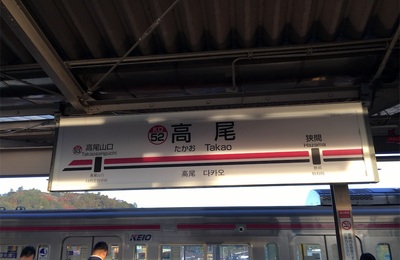 KO
52
高尾
たかお Takao
高尾山口
Takaosanguchi
狭間
Hazama
高尾 다카오
KEIO